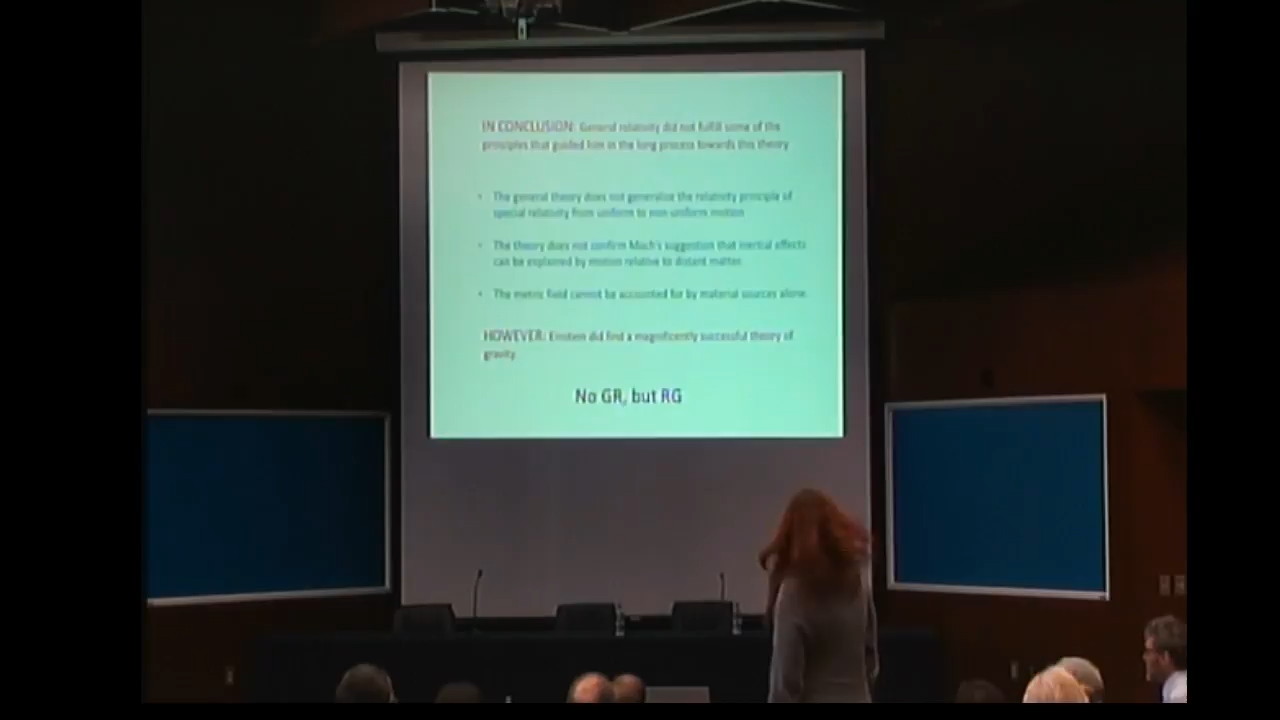 IN CONCLUSION: General relativity did not fulfill some of the
principles that guided him in the long process towards this theory
• The general theory does not generalize the relativity principle of
special relativity from uniform to non-uniform motion
• The theory does not confirm Mach's suggestion that inertial effects
can be explained by motion relative to distant matter.
• The metric field cannot be accounted for by material sources alone.
HOWEVER: Einstein did find a magnificently successful theory of
gravity
No GR, but RG